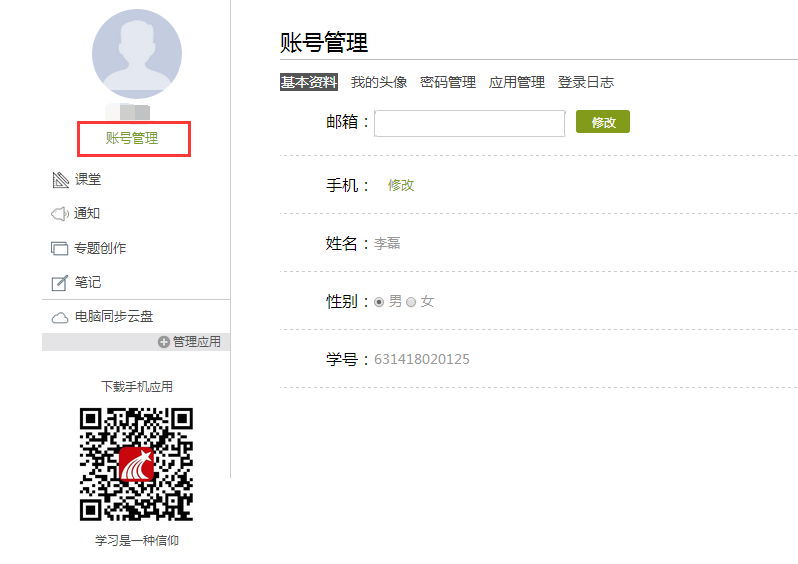 账号管理
课堂
通知
专题创作
笔记
电脑同步云盘
管理应用
下载手机应用
学习是一种信仰
账号管理
基本资料 我的头像 密码管理 应用管理 登录日志
邮箱： 修改
手机： 修改
姓名：李磊
性别： 男 女
学号：631418020125